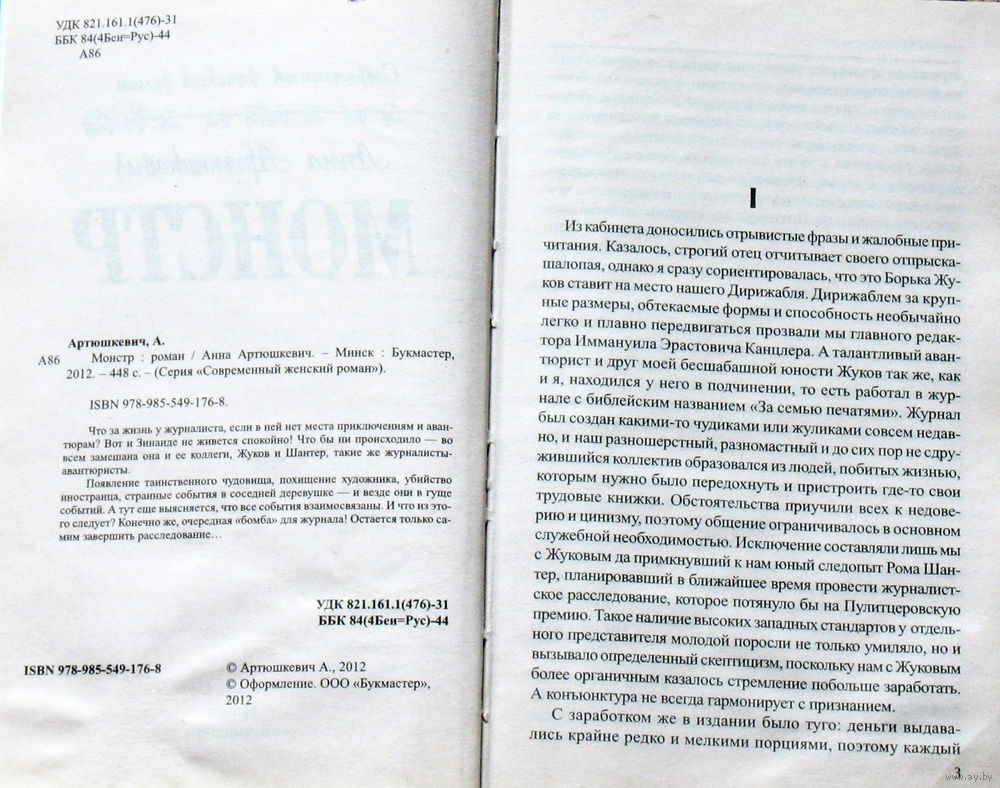 УДК 821.161.1(476)-31
ББК 84(4Беи=Рус)-44
А86
Артюшкевич, А.
А86 Монстр : роман / Анна Артюшкевич. – Минск : Букмастер,
2012. – 448 с. – (Серия «Современный женский роман»).
ISBN 978-985-549-176-8.
Что за жизнь у журналиста, если в ней нет места приключениям и аван-
тюрам? Вот и Зинаиде не живется спокойно! Что бы ни происходило — во
всем замешана она и ее коллеги, Жуков и Шантер, такие же журналисты-
авантюристы.
Появление таинственного чудовища, похищение художника, убийство
иностранца, странные события в соседней деревушке — и везде они в гуще
событий. А тут еще выясняется, что все события взаимосвязаны. И что из это-
го следует? Конечно же, очередная «бомба» для журнала! Остается только са-
мим завершить расследование…
УДК 821.161.1(476)-31
ББК 84(4Беи=Рус)-44
ISBN 978-985-549-176-8
© Артюшкевич А., 2012
© Оформление. ООО «Букмастер»,
2012
I
Из кабинета доносились отрывистые фразы и жалобные при-
читания. Казалось, строгий отец отчитывает своего отпрыска-
шалопая, однако я сразу сориентировалась, что это Борька Жу-
ков ставит на место нашего Дирижабля. Дирижаблем за круп-
ные размеры, обтекаемые формы и способность необычайно
легко и плавно передвигаться прозвали мы главного редак-
тора Иммануила Эрастовича Канцлера. А талантливый аван-
тюрист и друг моей бесшабашной юности Жуков так же, как
и я, находился у него в подчинении, то есть работал в жур-
нале с библейским названием «За семью печатями». Журнал
был создан какими-то чудиками или жуликами совсем недав-
но, и наш разношерстный, разномастный и до сих пор не сдру-
жившийся коллектив образовался из людей, побитых жизнью,
которым нужно было передохнуть и пристроить где-то свои
трудовые книжки. Обстоятельства приучили всех к недове-
рию и цинизму, поэтому общение ограничивалось в основном
служебной необходимостью. Исключение составляли лишь мы
с Жуковым да примкнувший к нам юный следопыт Рома Шан-
тер, планировавший в ближайшее время провести журналист-
ское расследование, которое потянуло бы на Пулитцеровскую
премию. Такое наличие высоких западных стандартов у отдель-
ного представителя молодой поросли не только умиляло, но и
вызывало определенный скептицизм, поскольку нам с Жуковым
более органичным казалось стремление побольше заработать.
А конъюнктура не всегда гармонирует с признанием.
С заработком же в издании было туго: деньги выдава-
лись крайне редко и мелкими порциями, поэтому каждый
3
www.ay.by